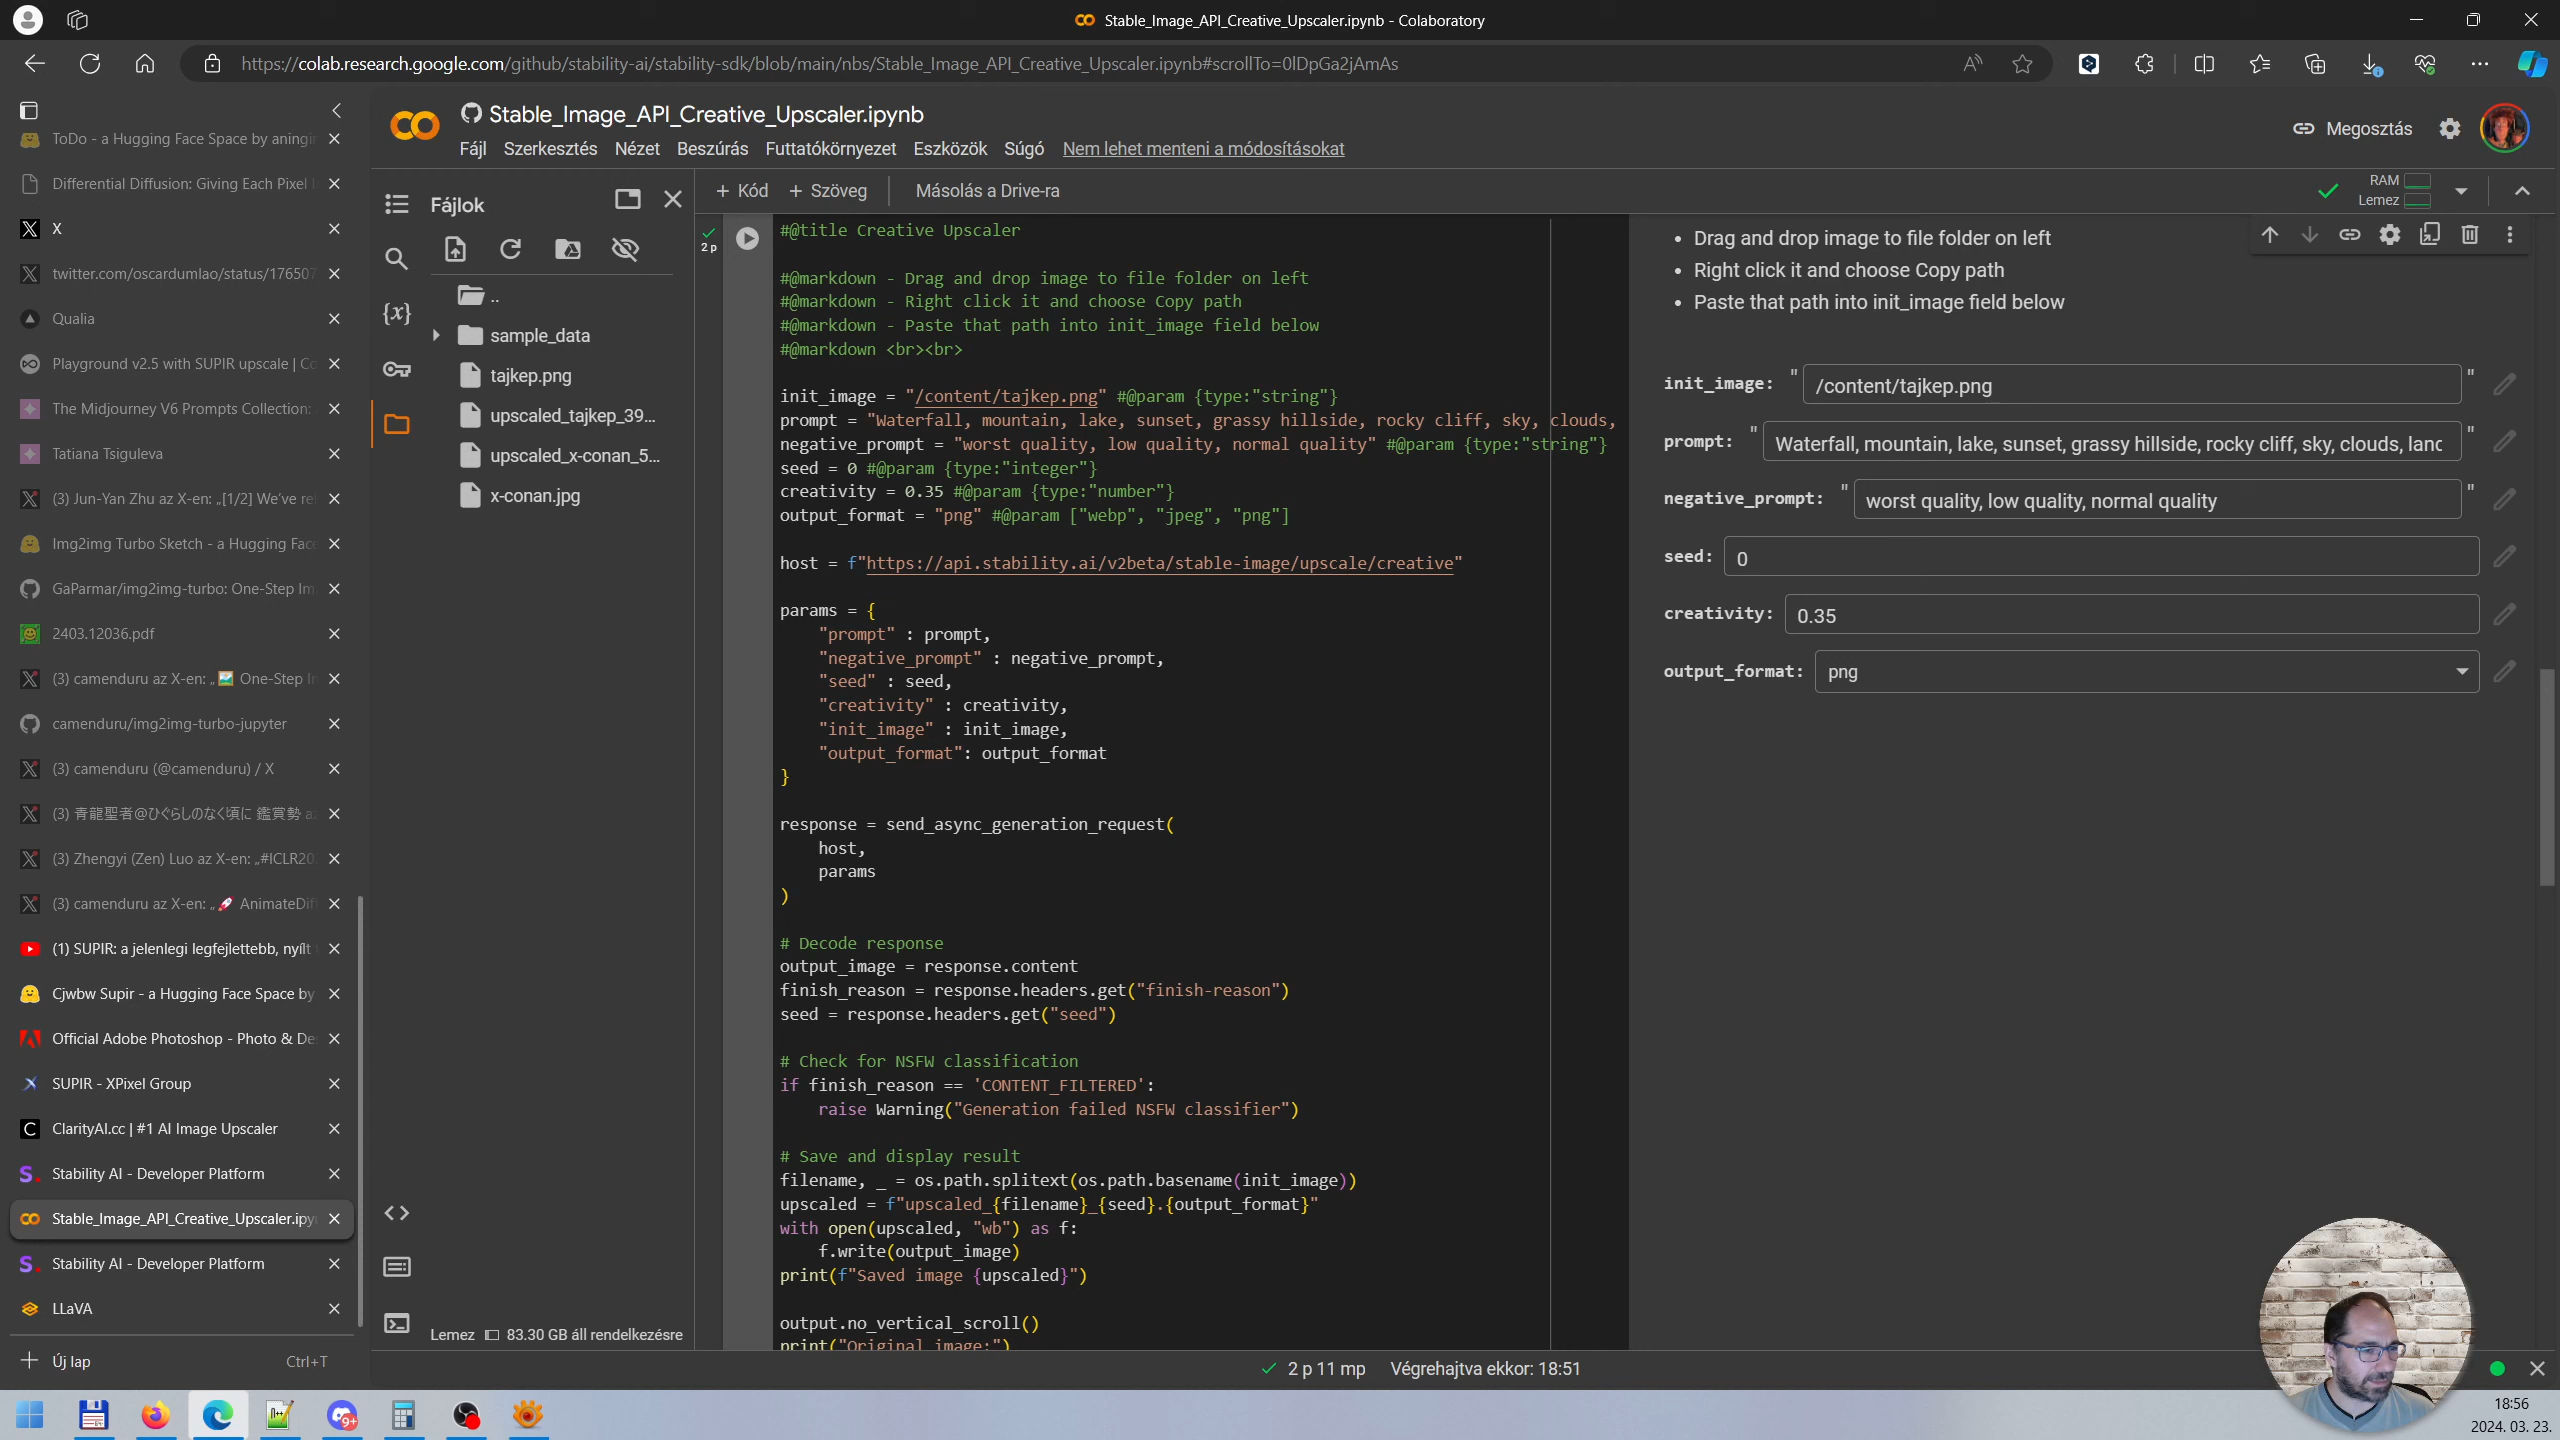 Stable_Image_API_Creative_Upscaler.ipynb - Colaboratory
https://colab.research.google.com/github/stability-ai/stability-sdk/blob/main/nbs/Stable_Image_API_Creative_Upscaler.ipynb#scrollTo=0lDpGa2jAmAs
ToDo - a Hugging Face Space by aningi
Differential Diffusion: Giving Each Pixel
X
twitter.com/oscardumlao/status/176507
Qualia
Playground v2.5 with SUPIR upscale | Co
The Midjourney V6 Prompts Collection:
Tatiana Tsiguleva
(3) Jun-Yan Zhu az X-en: „[1/2] We've re
Img2img Turbo Sketch - a Hugging Face
GaParmar/img2img-turbo: One-Step Im
2403.12036.pdf
(3) camenduru az X-en: „🖼 One-Step Im
camenduru/img2img-turbo-jupyter
(3) camenduru (@camenduru) / X
(3) 青龍聖者@ひぐらしのなく頃に 鑑賞勢 az
(3) Zhengyi (Zen) Luo az X-en: „#ICLR20
(3) camenduru az X-en: „🚀 AnimateDiff
(1) SUPIR: a jelenlegi legfejlettebb, nyílt
Cjwbw Supir - a Hugging Face Space by
Official Adobe Photoshop - Photo & De
SUPIR - XPixel Group
ClarityAI.cc | #1 AI Image Upscaler
Stability AI - Developer Platform
Stable_Image_API_Creative_Upscaler.ipy
Stability AI - Developer Platform
LLaVA
Új lap Ctrl+T
Stable_Image_API_Creative_Upscaler.ipynb
Fájl Szerkesztés Nézet Beszúrás Futtatókörnyezet Eszközök Súgó Nem lehet menteni a módosításokat
Megosztás
+ Kód + Szöveg Másolás a Drive-ra
RAM
Lemez
Fájlok
..
sample_data
tajkep.png
upscaled_tajkep_39...
upscaled_x-conan_5...
x-conan.jpg
Lemez 83.30 GB áll rendelkezésre
2 p
#@title Creative Upscaler
#@markdown - Drag and drop image to file folder on left
#@markdown - Right click it and choose Copy path
#@markdown - Paste that path into init_image field below
#@markdown <br><br>
init_image = "/content/tajkep.png" #@param {type:"string"}
prompt = "Waterfall, mountain, lake, sunset, grassy hillside, rocky cliff, sky, clouds,
negative_prompt = "worst quality, low quality, normal quality" #@param {type:"string"}
seed = 0 #@param {type:"integer"}
creativity = 0.35 #@param {type:"number"}
output_format = "png" #@param ["webp", "jpeg", "png"]
host = f"https://api.stability.ai/v2beta/stable-image/upscale/creative"
params = {
"prompt" : prompt,
"negative_prompt" : negative_prompt,
"seed" : seed,
"creativity" : creativity,
"init_image" : init_image,
"output_format": output_format
}
response = send_async_generation_request(
host,
params
)
# Decode response
output_image = response.content
finish_reason = response.headers.get("finish-reason")
seed = response.headers.get("seed")
# Check for NSFW classification
if finish_reason == 'CONTENT_FILTERED':
raise Warning("Generation failed NSFW classifier")
# Save and display result
filename, _ = os.path.splitext(os.path.basename(init_image))
upscaled = f"upscaled_{filename}_{seed}.{output_format}"
with open(upscaled, "wb") as f:
f.write(output_image)
print(f"Saved image {upscaled}")
output.no_vertical_scroll()
print("Original image:")
• Drag and drop image to file folder on left
• Right click it and choose Copy path
• Paste that path into init_image field below
init_image: " /content/tajkep.png "
prompt: " Waterfall, mountain, lake, sunset, grassy hillside, rocky cliff, sky, clouds, lanc "
negative_prompt: " worst quality, low quality, normal quality "
seed: 0
creativity: 0.35
output_format: png
2 p 11 mp Végrehajtva ekkor: 18:51
9+
18:56
2024. 03. 23.